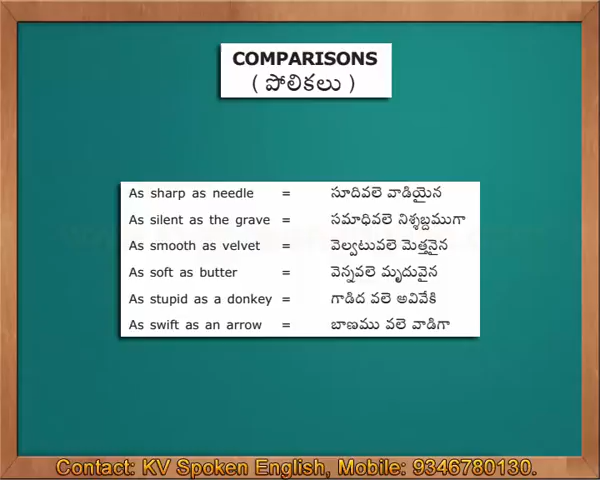 COMPARISONS
( పోలికలు )
As sharp as needle = సూదివలె వాడియైన
As silent as the grave = సమాధివలె నిశ్శబ్దముగా
As smooth as velvet = వెల్వటువలె మెత్తనైన
As soft as butter = వెన్నవలె మృదువైన
As stupid as a donkey = గాడిద వలె అవివేకి
As swift as an arrow = బాణము వలె వాడిగా
Contact: KV Spoken English, Mobile: 9346780130.